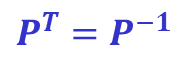 P^T = P^{-1}